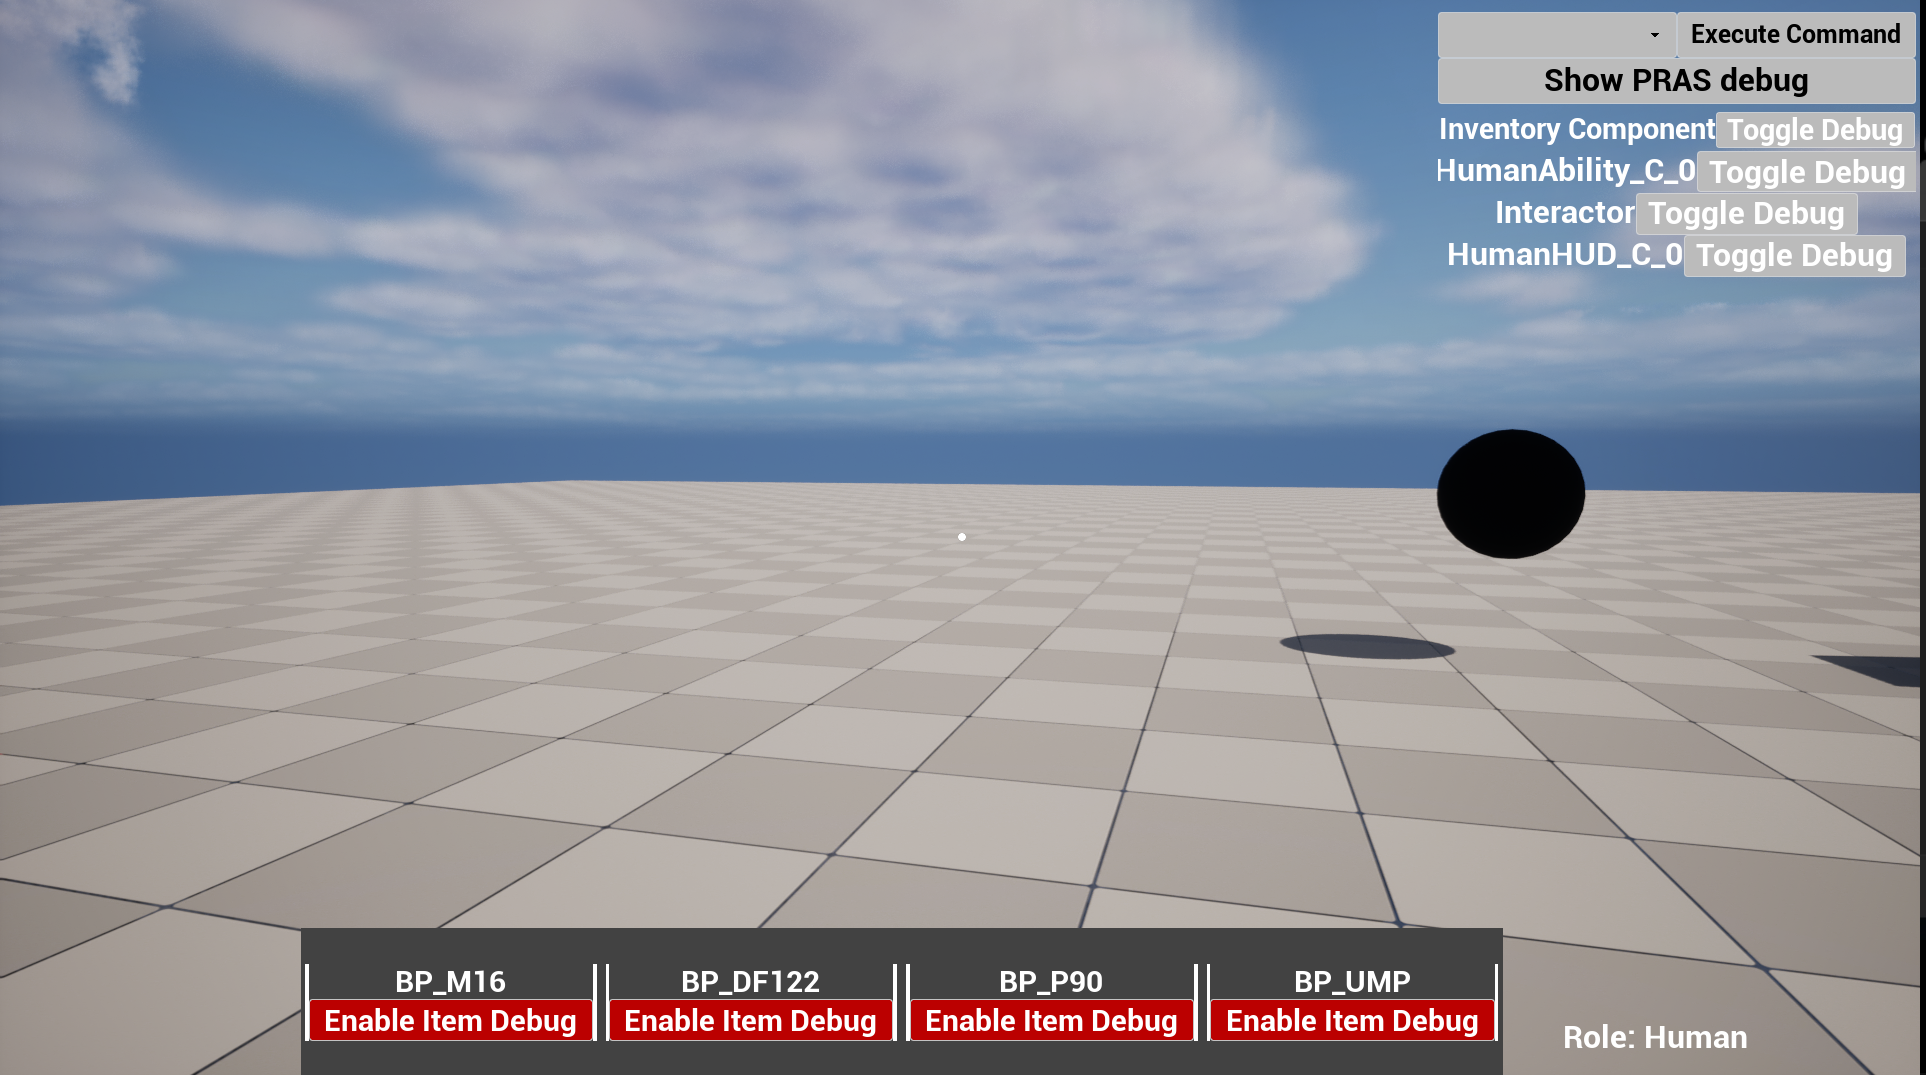 Execute Command
Show PRAS debug
Inventory Component Toggle Debug
HumanAbility_C_0 Toggle Debug
Interactor Toggle Debug
HumanHUD_C_0 Toggle Debug
BP_M16 BP_DF122 BP_P90 BP_UMP
Enable Item Debug Enable Item Debug Enable Item Debug Enable Item Debug
Role: Human